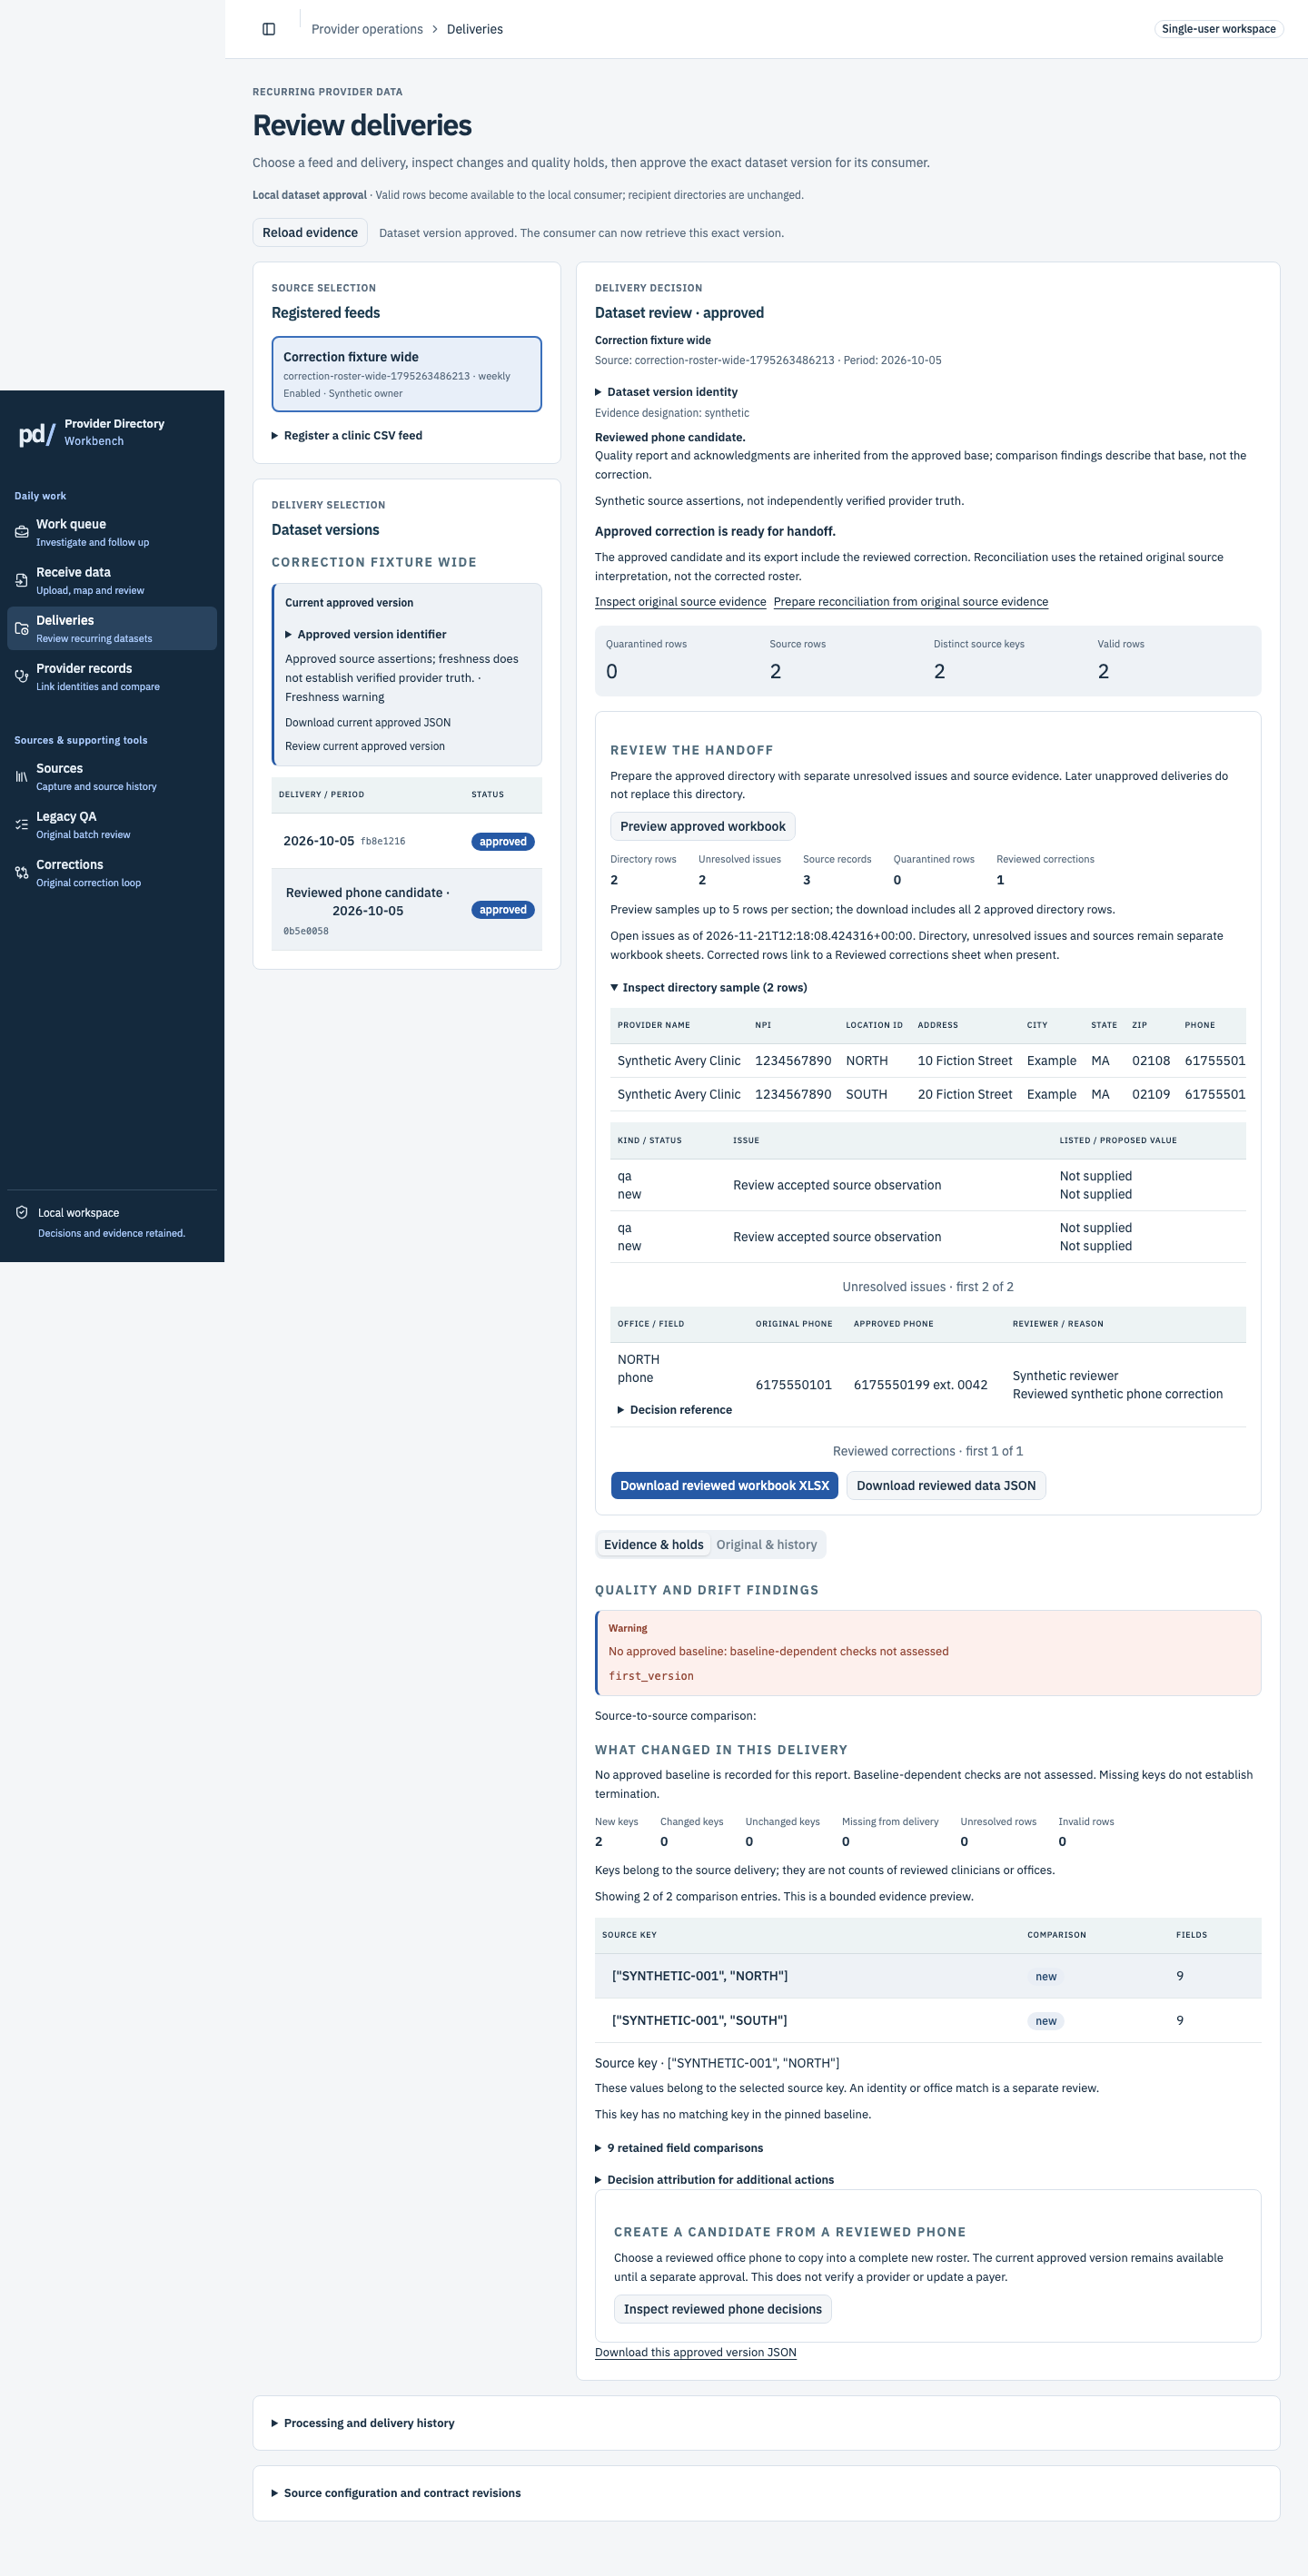 Provider operations > Deliveries
Single-user workspace
RECURRING PROVIDER DATA
Review deliveries
Choose a feed and delivery, inspect changes and quality holds, then approve the exact dataset version for its consumer.
Local dataset approval · Valid rows become available to the local consumer; recipient directories are unchanged.
Reload evidence
Dataset version approved. The consumer can now retrieve this exact version.
pd/ Provider Directory
Workbench
Daily work
Work queue
Investigate and follow up
Receive data
Upload, map and review
Deliveries
Review recurring datasets
Provider records
Link identities and compare
Sources & supporting tools
Sources
Capture and source history
Legacy QA
Original batch review
Corrections
Original correction loop
Local workspace
Decisions and evidence retained.
SOURCE SELECTION
Registered feeds
Correction fixture wide
correction-roster-wide-1795263486213 · weekly
Enabled · Synthetic owner
Register a clinic CSV feed
DELIVERY SELECTION
Dataset versions
CORRECTION FIXTURE WIDE
Current approved version
Approved version identifier
Approved source assertions; freshness does
not establish verified provider truth. ·
Freshness warning
Download current approved JSON
Review current approved version
DELIVERY / PERIOD STATUS
2026-10-05 fb8e1216 approved
Reviewed phone candidate ·
2026-10-05
0b5e0058
approved
DELIVERY DECISION
Dataset review · approved
Correction fixture wide
Source: correction-roster-wide-1795263486213 · Period: 2026-10-05
Dataset version identity
Evidence designation: synthetic
Reviewed phone candidate.
Quality report and acknowledgments are inherited from the approved base; comparison findings describe that base, not the
correction.
Synthetic source assertions, not independently verified provider truth.
Approved correction is ready for handoff.
The approved candidate and its export include the reviewed correction. Reconciliation uses the retained original source
interpretation, not the corrected roster.
Inspect original source evidence Prepare reconciliation from original source evidence
Quarantined rows Source rows Distinct source keys Valid rows
0 2 2 2
REVIEW THE HANDOFF
Prepare the approved directory with separate unresolved issues and source evidence. Later unapproved deliveries do
not replace this directory.
Preview approved workbook
Directory rows Unresolved issues Source records Quarantined rows Reviewed corrections
2 2 3 0 1
Preview samples up to 5 rows per section; the download includes all 2 approved directory rows.
Open issues as of 2026-11-21T12:18:08.424316+00:00. Directory, unresolved issues and sources remain separate
workbook sheets. Corrected rows link to a Reviewed corrections sheet when present.
Inspect directory sample (2 rows)
PROVIDER NAME NPI LOCATION ID ADDRESS CITY STATE ZIP PHONE
Synthetic Avery Clinic 1234567890 NORTH 10 Fiction Street Example MA 02108 61755501
Synthetic Avery Clinic 1234567890 SOUTH 20 Fiction Street Example MA 02109 61755501
KIND / STATUS ISSUE LISTED / PROPOSED VALUE
qa
new
Review accepted source observation
Not supplied
Not supplied
qa
new
Review accepted source observation
Not supplied
Not supplied
Unresolved issues · first 2 of 2
OFFICE / FIELD ORIGINAL PHONE APPROVED PHONE REVIEWER / REASON
NORTH
phone
Decision reference
6175550101
6175550199 ext. 0042
Synthetic reviewer
Reviewed synthetic phone correction
Reviewed corrections · first 1 of 1
Download reviewed workbook XLSX Download reviewed data JSON
Evidence & holds Original & history
QUALITY AND DRIFT FINDINGS
Warning
No approved baseline: baseline-dependent checks not assessed
first_version
Source-to-source comparison:
WHAT CHANGED IN THIS DELIVERY
No approved baseline is recorded for this report. Baseline-dependent checks are not assessed. Missing keys do not establish
termination.
New keys Changed keys Unchanged keys Missing from delivery Unresolved rows Invalid rows
2 0 0 0 0 0
Keys belong to the source delivery; they are not counts of reviewed clinicians or offices.
Showing 2 of 2 comparison entries. This is a bounded evidence preview.
SOURCE KEY COMPARISON FIELDS
["SYNTHETIC-001", "NORTH"] new 9
["SYNTHETIC-001", "SOUTH"] new 9
Source key · ["SYNTHETIC-001", "NORTH"]
These values belong to the selected source key. An identity or office match is a separate review.
This key has no matching key in the pinned baseline.
9 retained field comparisons
Decision attribution for additional actions
CREATE A CANDIDATE FROM A REVIEWED PHONE
Choose a reviewed office phone to copy into a complete new roster. The current approved version remains available
until a separate approval. This does not verify a provider or update a payer.
Inspect reviewed phone decisions
Download this approved version JSON
Processing and delivery history
Source configuration and contract revisions